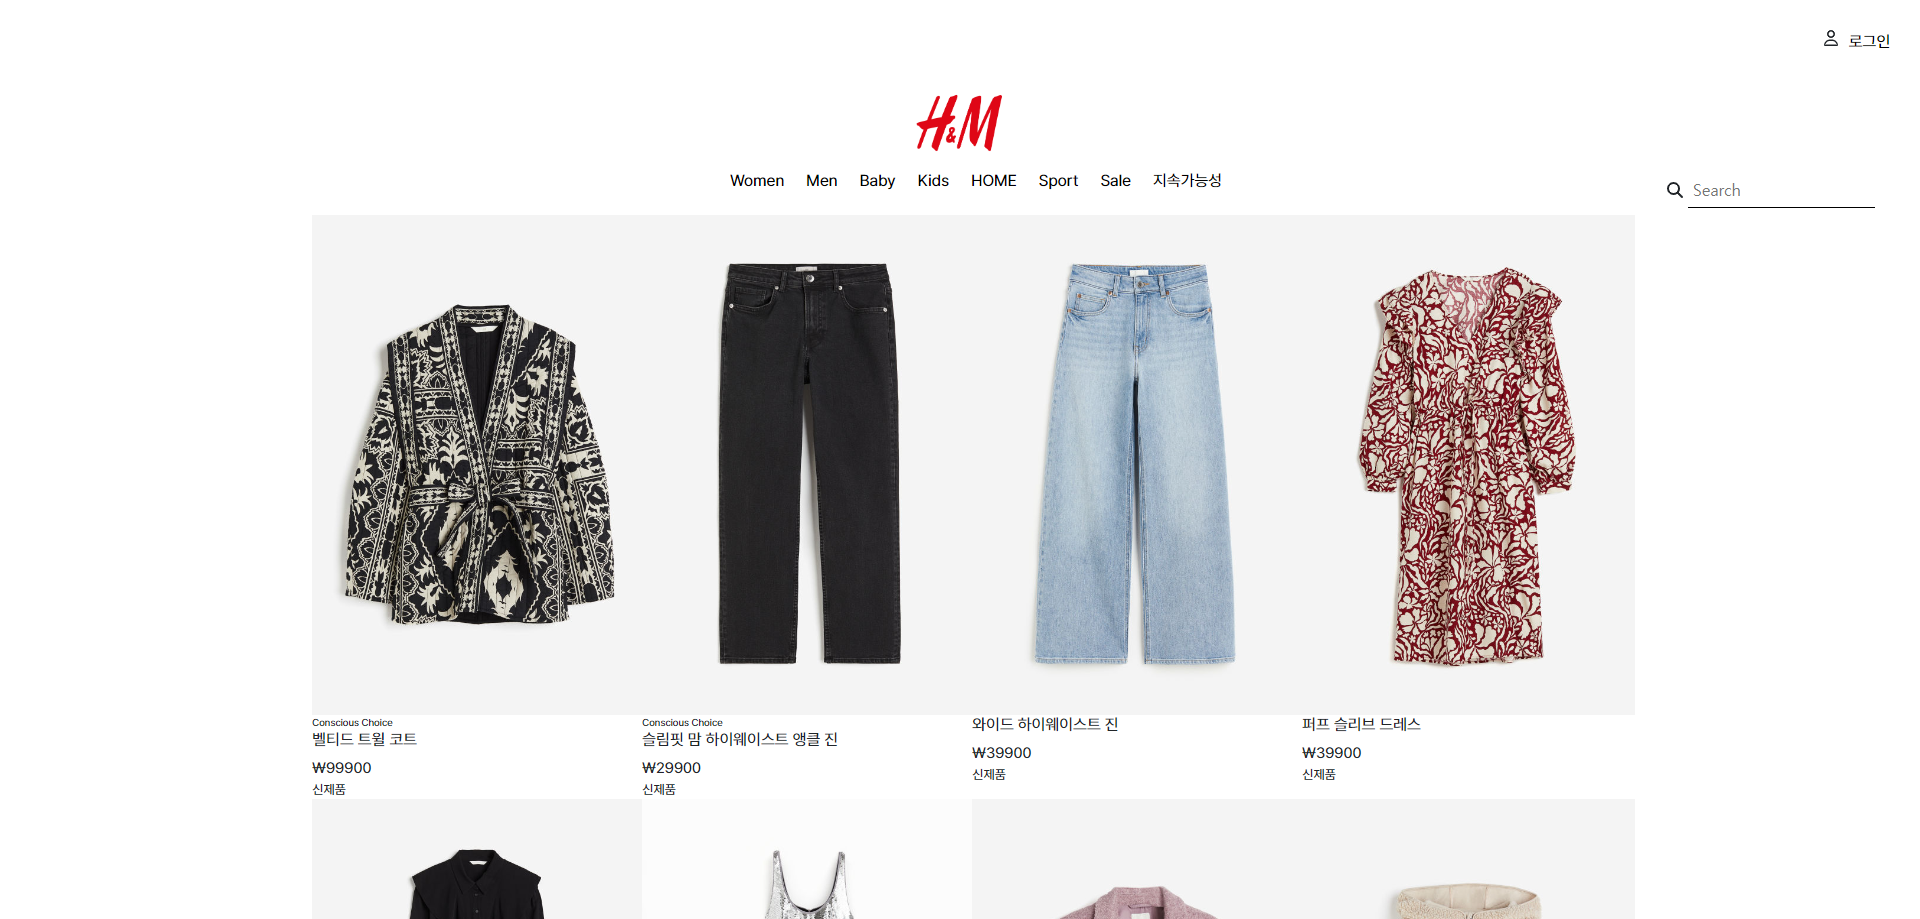 로그인
H&M
Women Men Baby Kids HOME Sport Sale 지속가능성
Search
Conscious Choice
벨티드 트윌 코트
₩99900
신제품
Conscious Choice
슬림핏 맘 하이웨이스트 앵클 진
₩29900
신제품
와이드 하이웨이스트 진
₩39900
신제품
퍼프 슬리브 드레스
₩39900
신제품